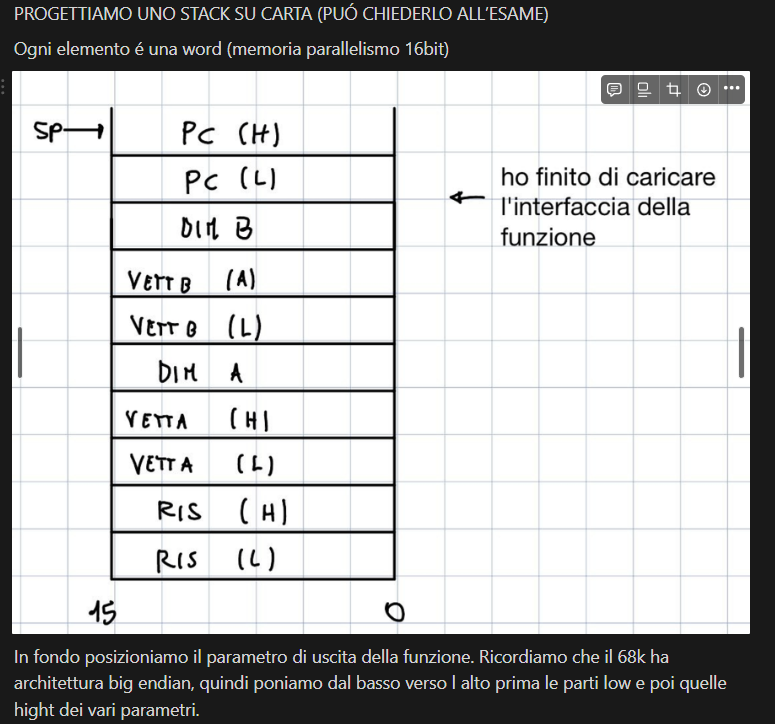 PROGETTIAMO UNO STACK SU CARTA (PUÓ CHIEDERLO ALL’ESAME)
Ogni elemento é una word (memoria parallelismo 16bit)
SP→ PC (H)
PC (L)
DIM B
VETT B (A)
VETT B (L)
DIM A
VETT A (H)
VETT A (L)
RIS (H)
RIS (L)
15 0
← ho finito di caricare
l'interfaccia della
funzione
In fondo posizioniamo il parametro di uscita della funzione. Ricordiamo che il 68k ha
architettura big endian, quindi poniamo dal basso verso l alto prima le parti low e poi quelle
hight dei vari parametri.